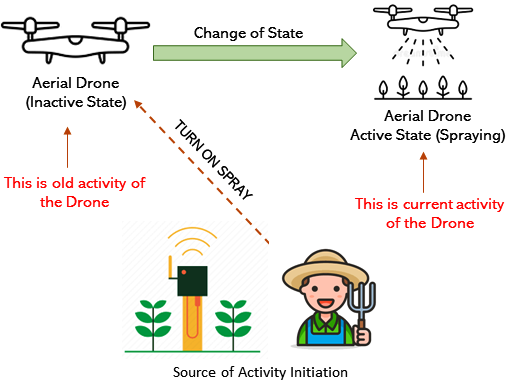 Change of State
Aerial Drone
(Inactive State)
Aerial Drone
Active State (Spraying)
TURN ON SPRAY
This is old activity of
the Drone
This is current activity
of the Drone
Source of Activity Initiation